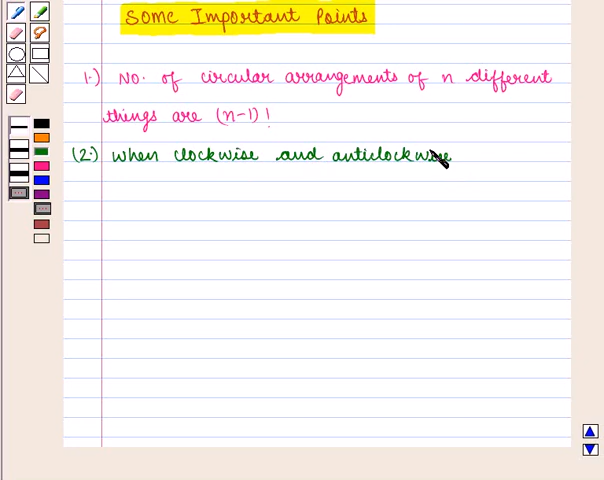 Some Important Points
1.) No. of circular arrangements of n different
things are (n-1)!
(2.) when clockwise and anticlockwise